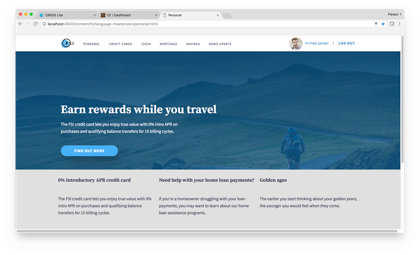 CRXDE Lite
CC | Dashboard
Personal
Person 1
PERSONAL
CREDIT CARDS
LOGIN
MORTGAGE
SAVINGS
DEMO UPDATE
LOG OUT
Earn rewards while you travel
The FSI credit card lets you enjoy true value with 0% intro APR on
purchases and qualifying balance transfers for 15 billing cycles.
FIND OUT MORE
0% introductory APR credit card
The FSI credit card lets you enjoy true value with 0%
intro APR on purchases and qualifying balance
transfers for 15 billing cycles.
Need help with your home loan payments?
If you're a homeowner struggling with your loan
payments, you may want to learn about our home
loan assistance programs.
Golden ages
The earlier you start thinking about your golden years,
the younger you would feel when they come.